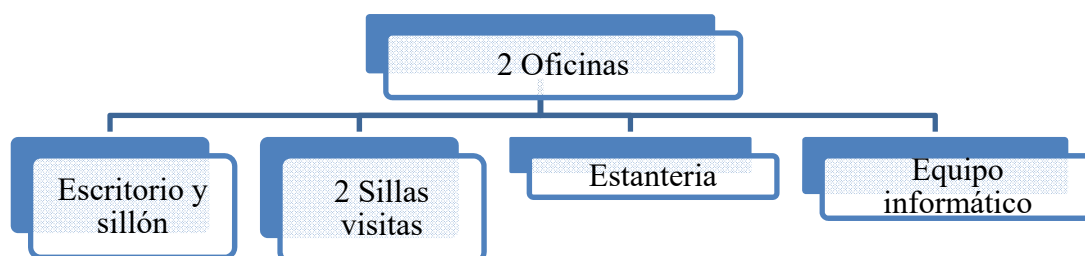 2 Oficinas
Escritorio y
sillón
2 Sillas
visitas
Estanteria
Equipo
informático